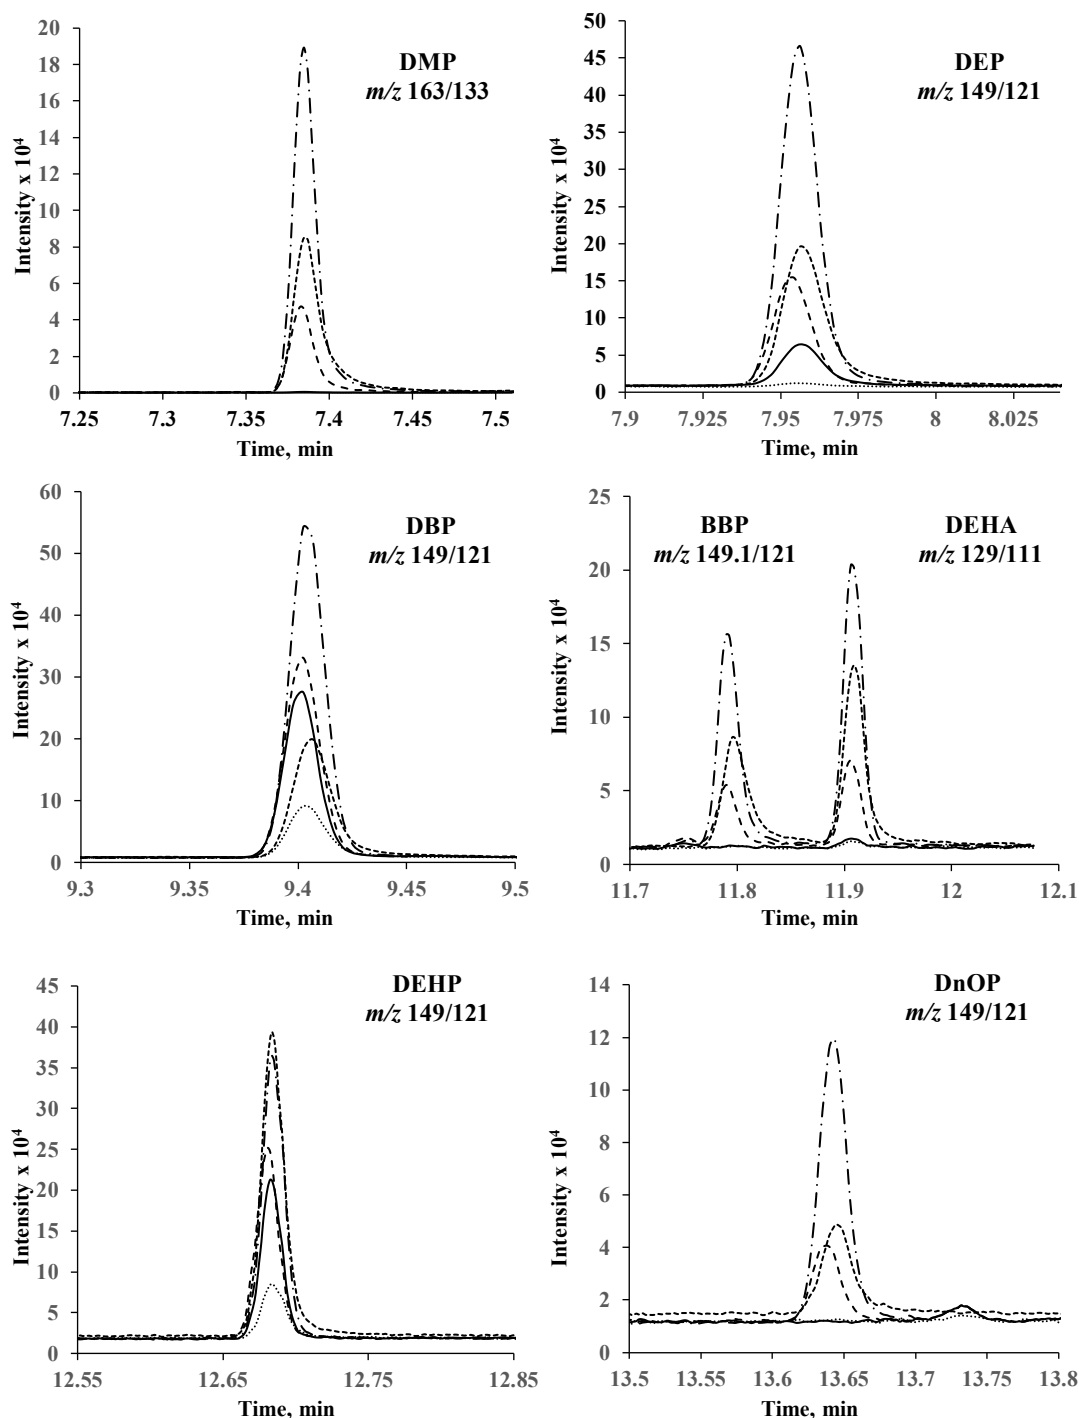 DMP
m/z 163/133
Intensity x 10⁴
20
18
16
14
12
10
8
6
4
2
0
7.25 7.3 7.35 7.4 7.45 7.5
Time, min
DEP
m/z 149/121
Intensity x 10⁴
50
45
40
35
30
25
20
15
10
5
0
7.9 7.925 7.95 7.975 8 8.025
Time, min
DBP
m/z 149/121
Intensity x 10⁴
60
50
40
30
20
10
0
9.3 9.35 9.4 9.45 9.5
Time, min
BBP
m/z 149.1/121
DEHA
m/z 129/111
Intensity x 10⁴
25
20
15
10
5
0
11.7 11.8 11.9 12 12.1
Time, min
DEHP
m/z 149/121
Intensity x 10⁴
45
40
35
30
25
20
15
10
5
0
12.55 12.65 12.75 12.85
Time, min
DnOP
m/z 149/121
Intensity x 10⁴
14
12
10
8
6
4
2
0
13.5 13.55 13.6 13.65 13.7 13.75 13.8
Time, min